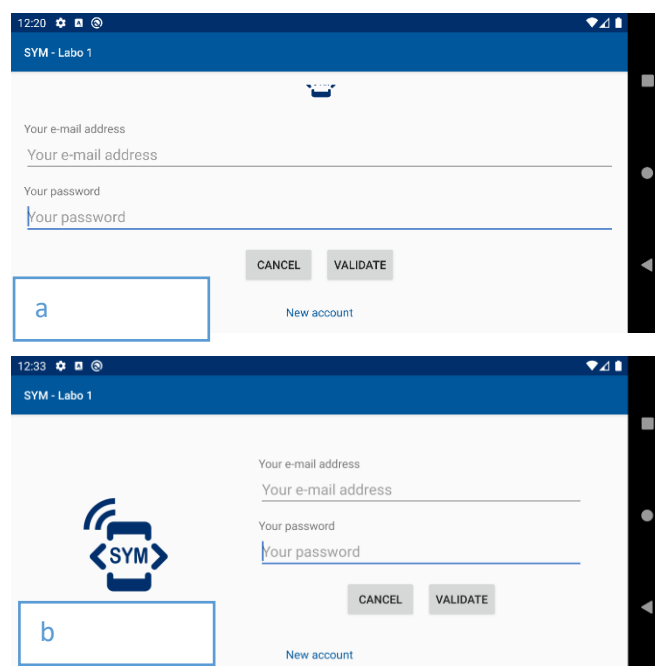 12:20
SYM - Labo 1
Your e-mail address
Your e-mail address
Your password
Your password
CANCEL VALIDATE
a
New account
12:33
SYM - Labo 1
Your e-mail address
Your e-mail address
Your password
Your password
<SYM>
CANCEL VALIDATE
b
New account